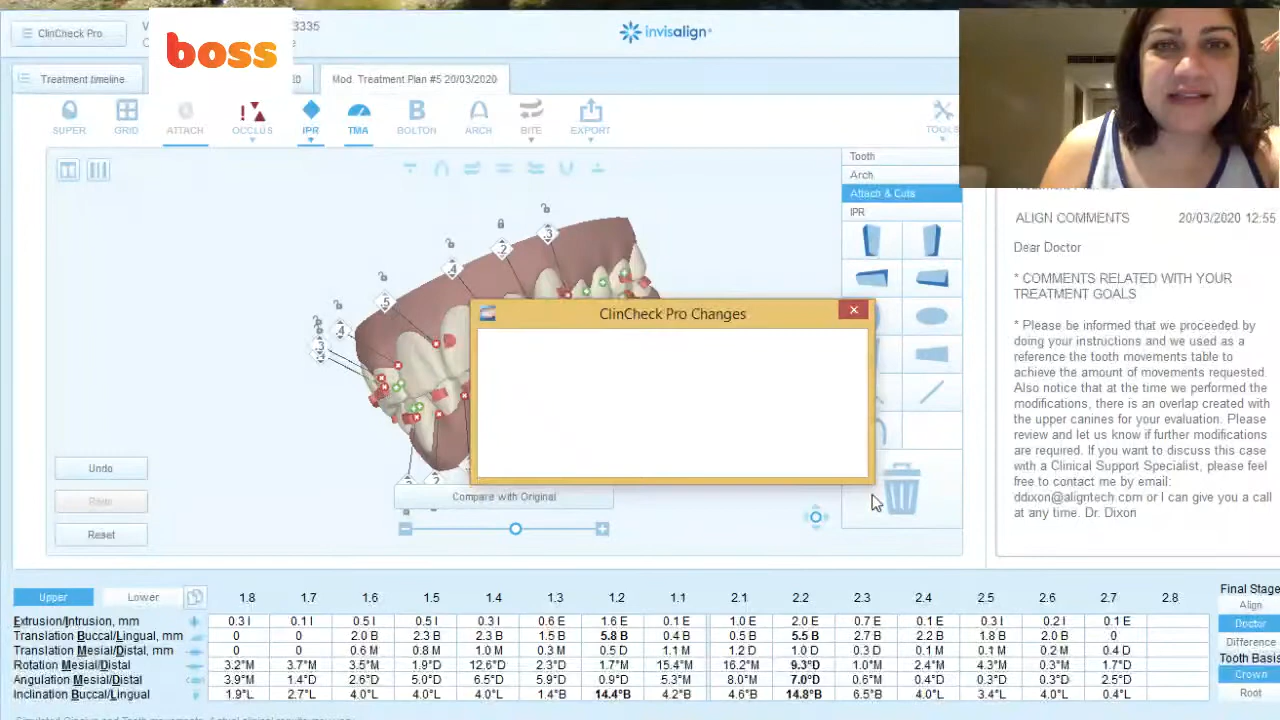 ClinCheck Pro
3335
boss
invisalign
Treatment timeline
Mod. Treatment Plan #5 20/03/2020
SUPER
GRID
ATTACH
OCCLUS
IPR
TMA
BOLTON
ARCH
BITE
EXPORT
TOOLS
Tooth
Arch
Attach & Cuts
IPR
.3
.2
.4
.5
.4
.3
ClinCheck Pro Changes
2
Undo
Redo
Reset
Compare with Original
ALIGN COMMENTS 20/03/2020 12:55
Dear Doctor
* COMMENTS RELATED WITH YOUR
TREATMENT GOALS
* Please be informed that we proceeded by
doing your instructions and we used as a
reference the tooth movements table to
achieve the amount of movements requested.
Also notice that at the time we performed the
modifications, there is an overlap created with
the upper canines for your evaluation. Please
review and let us know if further modifications
are required. If you want to discuss this case
with a Clinical Support Specialist, please feel
free to contact me by email:
ddixon@aligntech.com or I can give you a call
at any time. Dr. Dixon
Upper Lower 1.8 1.7 1.6 1.5 1.4 1.3 1.2 1.1 2.1 2.2 2.3 2.4 2.5 2.6 2.7 2.8
Extrusion/Intrusion, mm 0.3 I 0.1 I 0.5 I 0.5 I 0.3 I 0.6 E 1.6 E 0.1 E 1.0 E 2.0 E 0.7 E 0.1 E 0.3 I 0.2 I 0.1 E
Translation Buccal/Lingual, mm 0 0 2.0 B 2.3 B 2.3 B 1.8 B 5.8 B 0.4 B 0.5 B 5.5 B 2.7 B 2.2 B 1.8 B 2.0 B 0
Translation Mesial/Distal, mm 0 0 0.6 M 0.8 M 1.0 M 0.3 M 0.5 D 1.1 M 1.2 D 1.0 D 0.3 D 0.1 M 0.1 M 0.2 M 0.4 D
Rotation Mesial/Distal 3.2°M 3.7°M 3.5°M 1.9°D 12.6°D 2.3°D 1.7°M 15.4°M 16.2°M 9.3°D 1.0°M 2.4°M 4.3°M 0.3°M 1.7°D
Angulation Mesial/Distal 3.9°M 1.4°D 2.6°D 5.0°D 6.5°D 5.8°D 0.9°D 5.3°M 8.0°M 7.0°D 0.6°M 0.4°D 0.3°D 0.3°D 2.5°D
Inclination Buccal/Lingual 1.9°L 2.7°L 4.0°L 4.0°L 4.0°L 1.4°B 14.4°B 4.2°B 4.6°B 14.8°B 6.5°B 4.0°L 3.4°L 4.0°L 0.4°L
Final Stage
Align
Doctor
Difference
Tooth Basis
Crown
Root